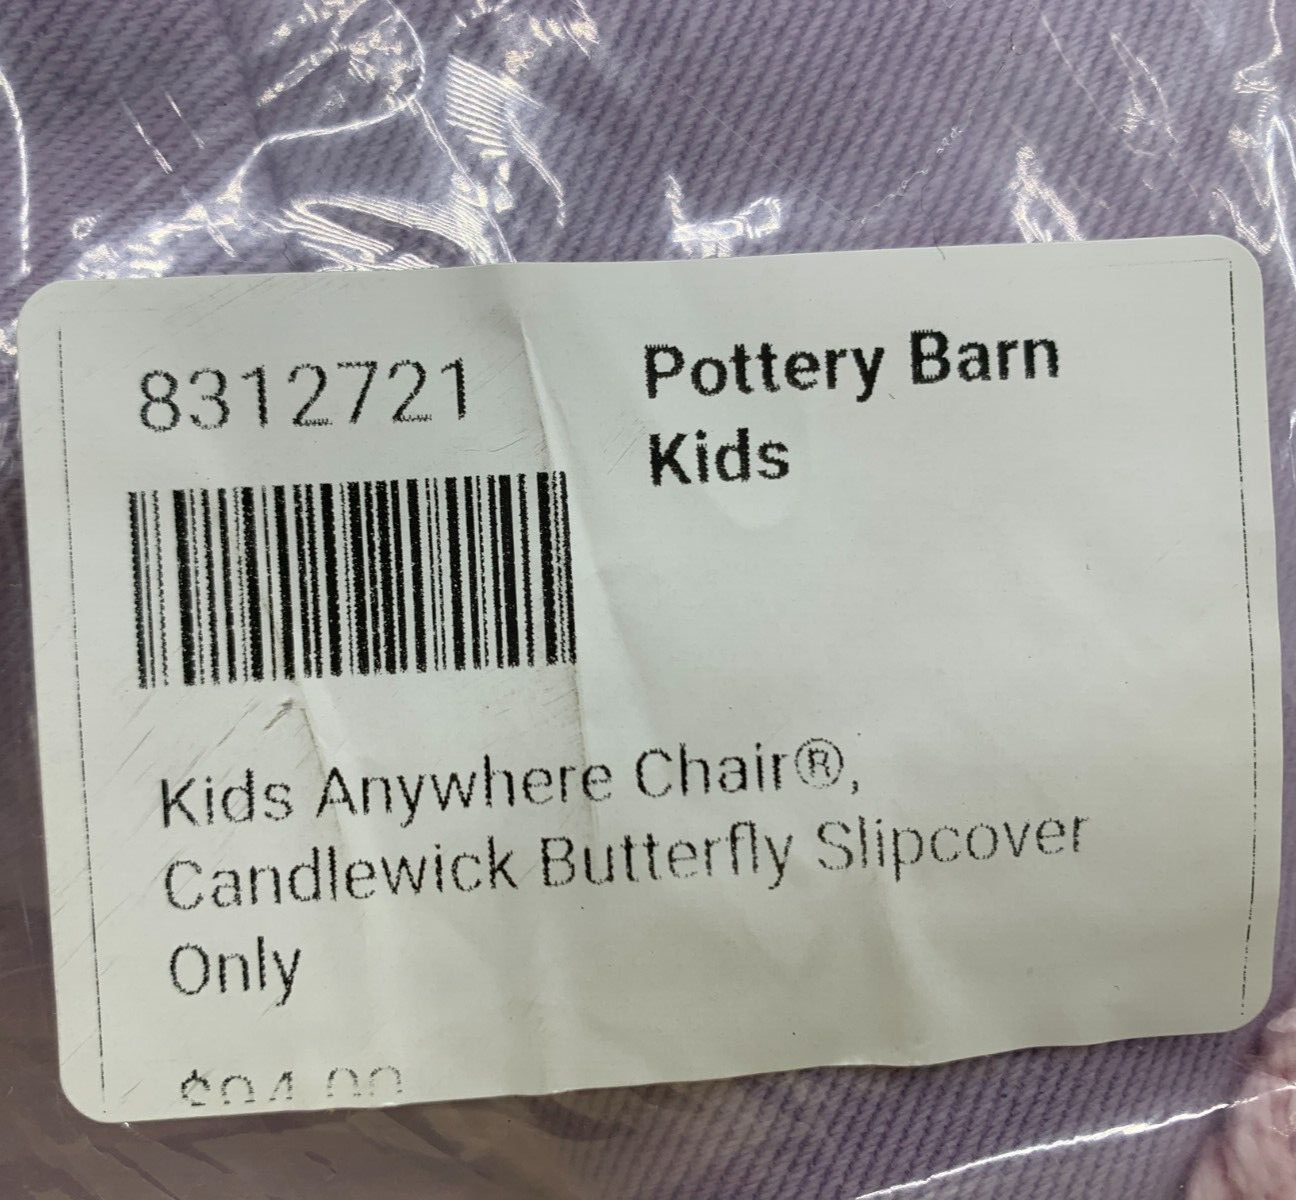 8312721
Pottery Barn
Kids
Kids Anywhere Chair®,
Candlewick Butterfly Slipcover
Only